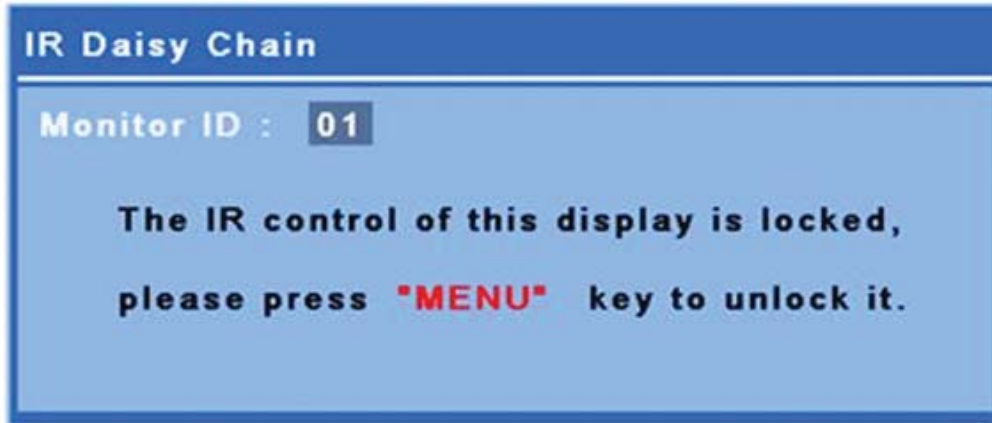 IR Daisy Chain
Monitor ID : 01
The IR control of this display is locked,
please press "MENU" key to unlock it.